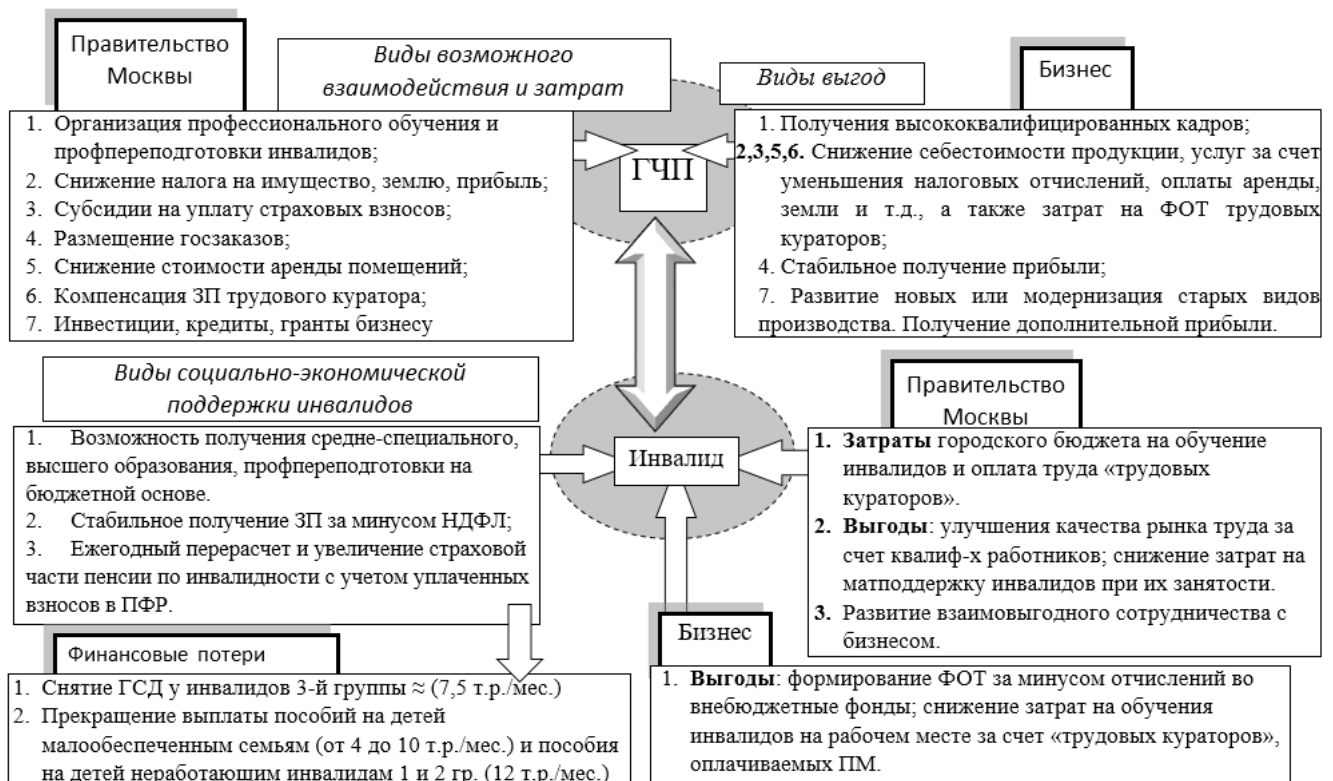 Правительство
Москвы
Виды возможного
взаимодействия и затрат
Виды выгод
Бизнес
1. Организация профессионального обучения и
профпереподготовки инвалидов;
2. Снижение налога на имущество, землю, прибыль;
3. Субсидии на уплату страховых взносов;
4. Размещение госзаказов;
5. Снижение стоимости аренды помещений;
6. Компенсация ЗП трудового куратора;
7. Инвестиции, кредиты, гранты бизнесу
ГЧП
1. Получения высококвалифицированных кадров;
2,3,5,6. Снижение себестоимости продукции, услуг за счет
уменьшения налоговых отчислений, оплаты аренды,
земли и т.д., а также затрат на ФОТ трудовых
кураторов;
4. Стабильное получение прибыли;
7. Развитие новых или модернизация старых видов
производства. Получение дополнительной прибыли.
Виды социально-экономической
поддержки инвалидов
1. Возможность получения средне-специального,
высшего образования, профпереподготовки на
бюджетной основе.
2. Стабильное получение ЗП за минусом НДФЛ;
3. Ежегодный перерасчет и увеличение страховой
части пенсии по инвалидности с учетом уплаченных
взносов в ПФР.
Инвалид
Правительство
Москвы
1. Затраты городского бюджета на обучение
инвалидов и оплата труда «трудовых
кураторов».
2. Выгоды: улучшения качества рынка труда за
счет квалиф-х работников; снижение затрат на
матподдержку инвалидов при их занятости.
3. Развитие взаимовыгодного сотрудничества с
бизнесом.
Финансовые потери
1. Снятие ГСД у инвалидов 3-й группы ≈ (7,5 т.р./мес.)
2. Прекращение выплаты пособий на детей
малообеспеченным семьям (от 4 до 10 т.р./мес.) и пособия
на детей неработающим инвалидам 1 и 2 гр. (12 т.р./мес.)
Бизнес
1. Выгоды: формирование ФОТ за минусом отчислений во
внебюджетные фонды; снижение затрат на обучения
инвалидов на рабочем месте за счет «трудовых кураторов»,
оплачиваемых ПМ.